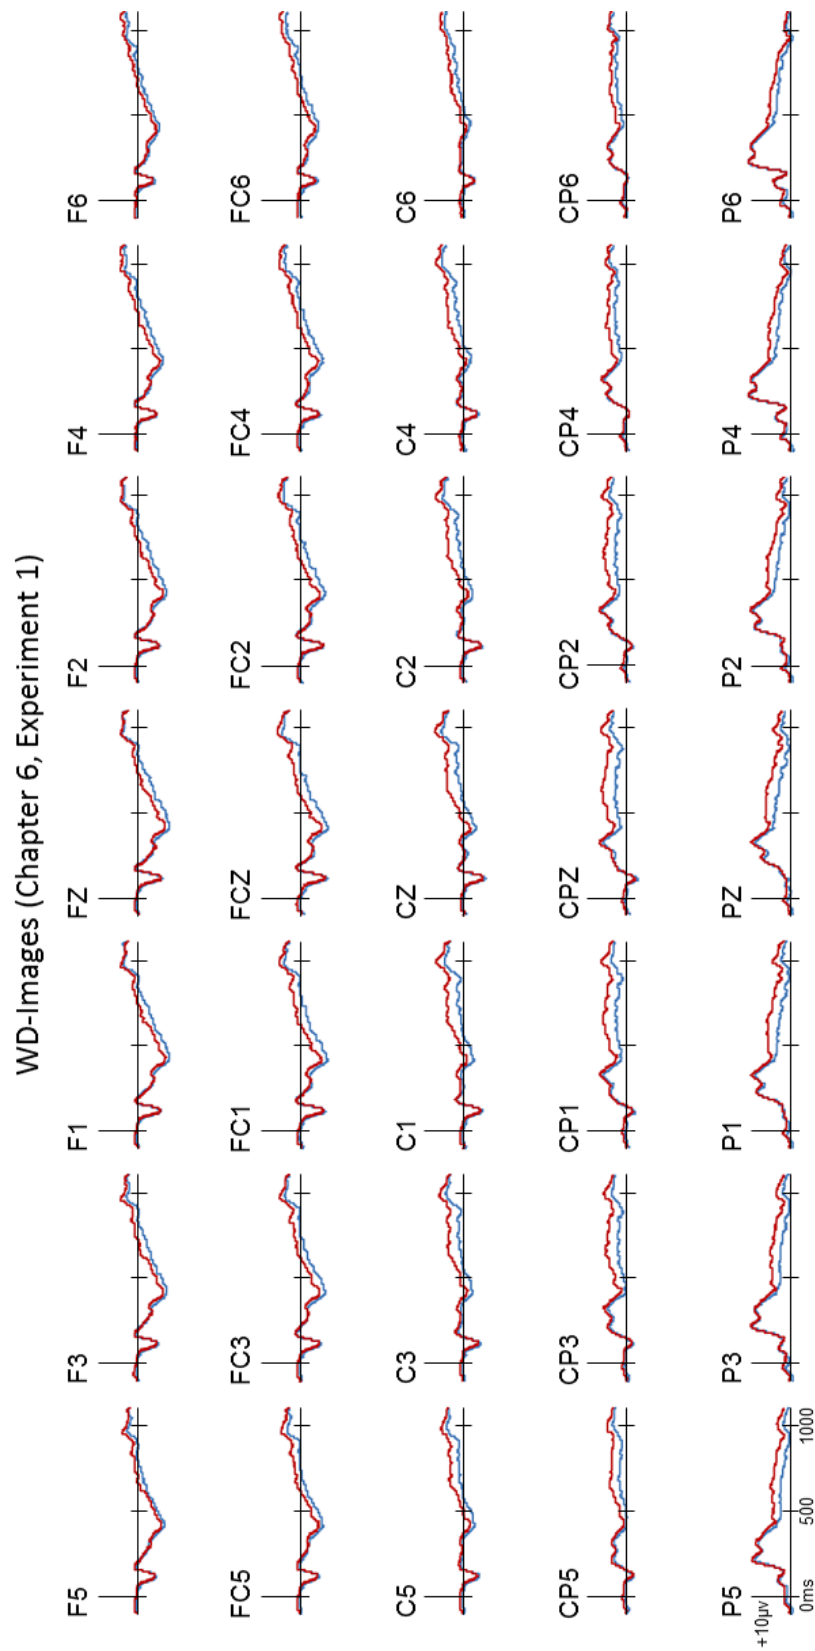 WD-Images (Chapter 6, Experiment 1)
F5 F3 F1 FZ F2 F4 F6
FC5 FC3 FC1 FCZ FC2 FC4 FC6
C5 C3 C1 CZ C2 C4 C6
CP5 CP3 CP1 CPZ CP2 CP4 CP6
P5 P3 P1 PZ P2 P4 P6
+10µv
0ms 500 1000